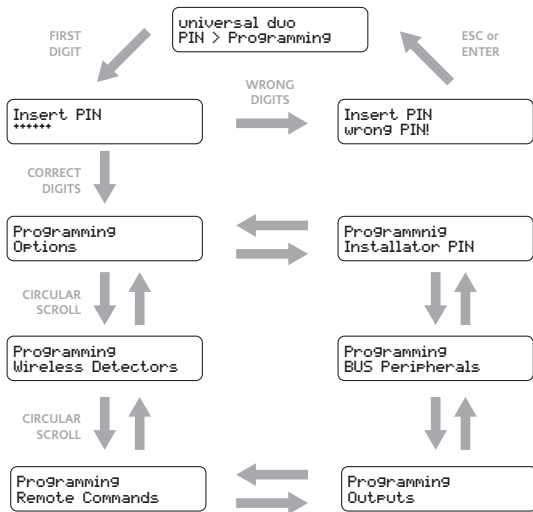 universal duo
PIN > Programming
FIRST
DIGIT
ESC or
ENTER
WRONG
DIGITS
Insert PIN
++++++
Insert PIN
wrong PIN!
CORRECT
DIGITS
Programming
Options
Programmnig
Installator PIN
CIRCULAR
SCROLL
Programming
Wireless Detectors
Programming
BUS Peripherals
CIRCULAR
SCROLL
Programming
Remote Commands
Programming
Outputs